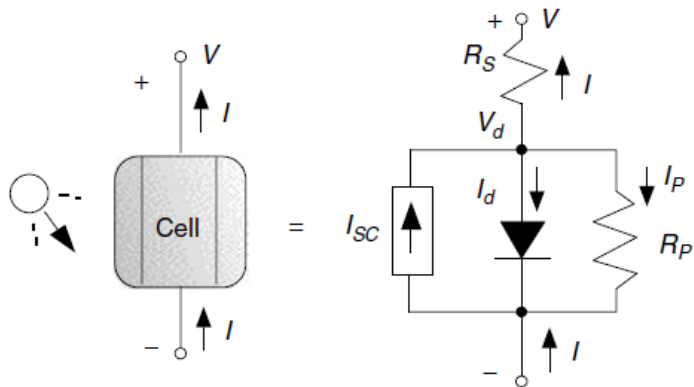 + V
I
Cell
− I
=
+ V
R_S I
V_d
I_SC I_d I_P
R_P
− I